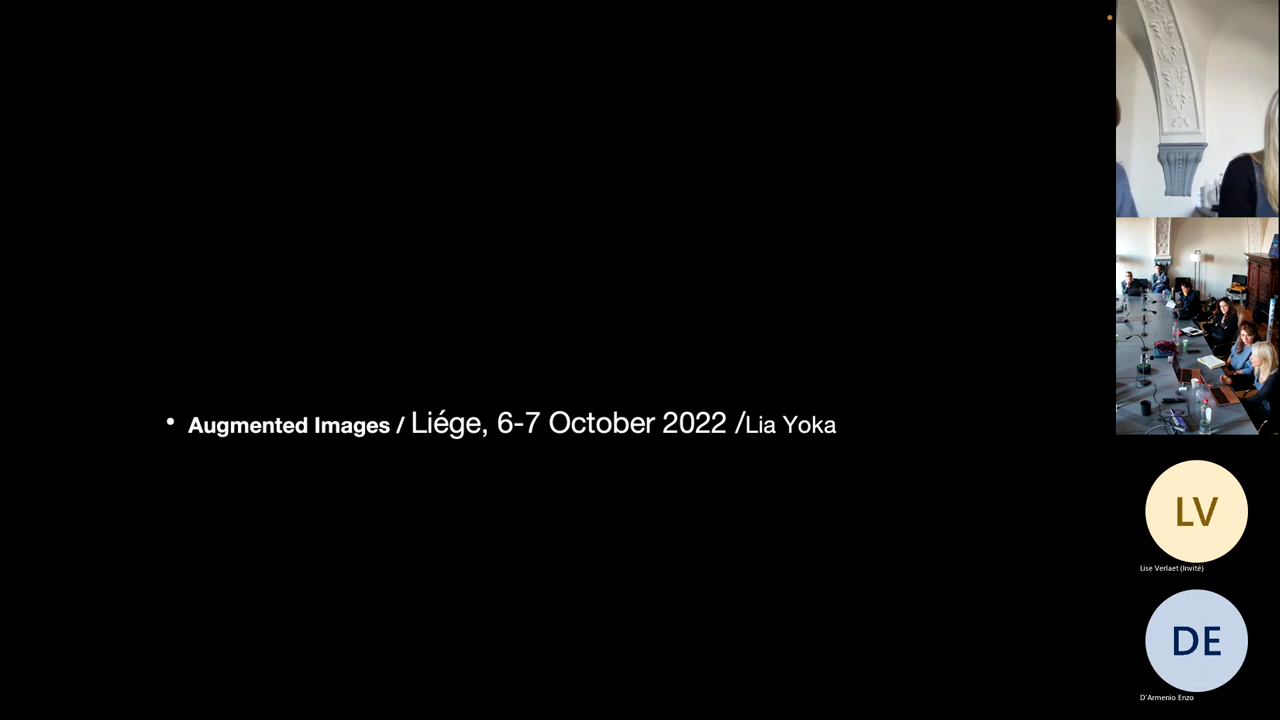 • Augmented Images / Liége, 6-7 October 2022 /Lia Yoka
LV
Lise Verlaet (Invité)
DE
D'Armenio Enzo